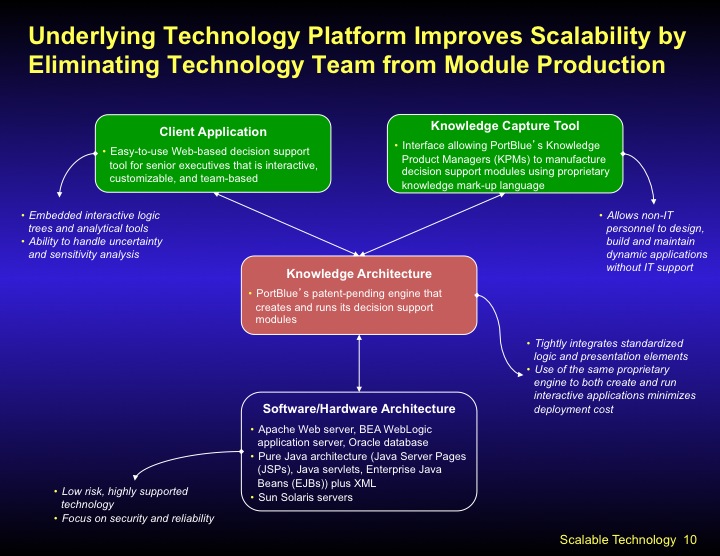 Underlying Technology Platform Improves Scalability by
Eliminating Technology Team from Module Production
Client Application
• Easy-to-use Web-based decision support
tool for senior executives that is interactive,
customizable, and team-based
Knowledge Capture Tool
• Interface allowing PortBlue's Knowledge
Product Managers (KPMs) to manufacture
decision support modules using proprietary
knowledge mark-up language
• Embedded interactive logic
trees and analytical tools
• Ability to handle uncertainty
and sensitivity analysis
• Allows non-IT
personnel to design,
build and maintain
dynamic applications
without IT support
Knowledge Architecture
• PortBlue's patent-pending engine that
creates and runs its decision support
modules
• Tightly integrates standardized
logic and presentation elements
• Use of the same proprietary
engine to both create and run
interactive applications minimizes
deployment cost
Software/Hardware Architecture
• Apache Web server, BEA WebLogic
application server, Oracle database
• Pure Java architecture (Java Server Pages
(JSPs), Java servlets, Enterprise Java
Beans (EJBs)) plus XML
• Sun Solaris servers
• Low risk, highly supported
technology
• Focus on security and reliability
Scalable Technology 10